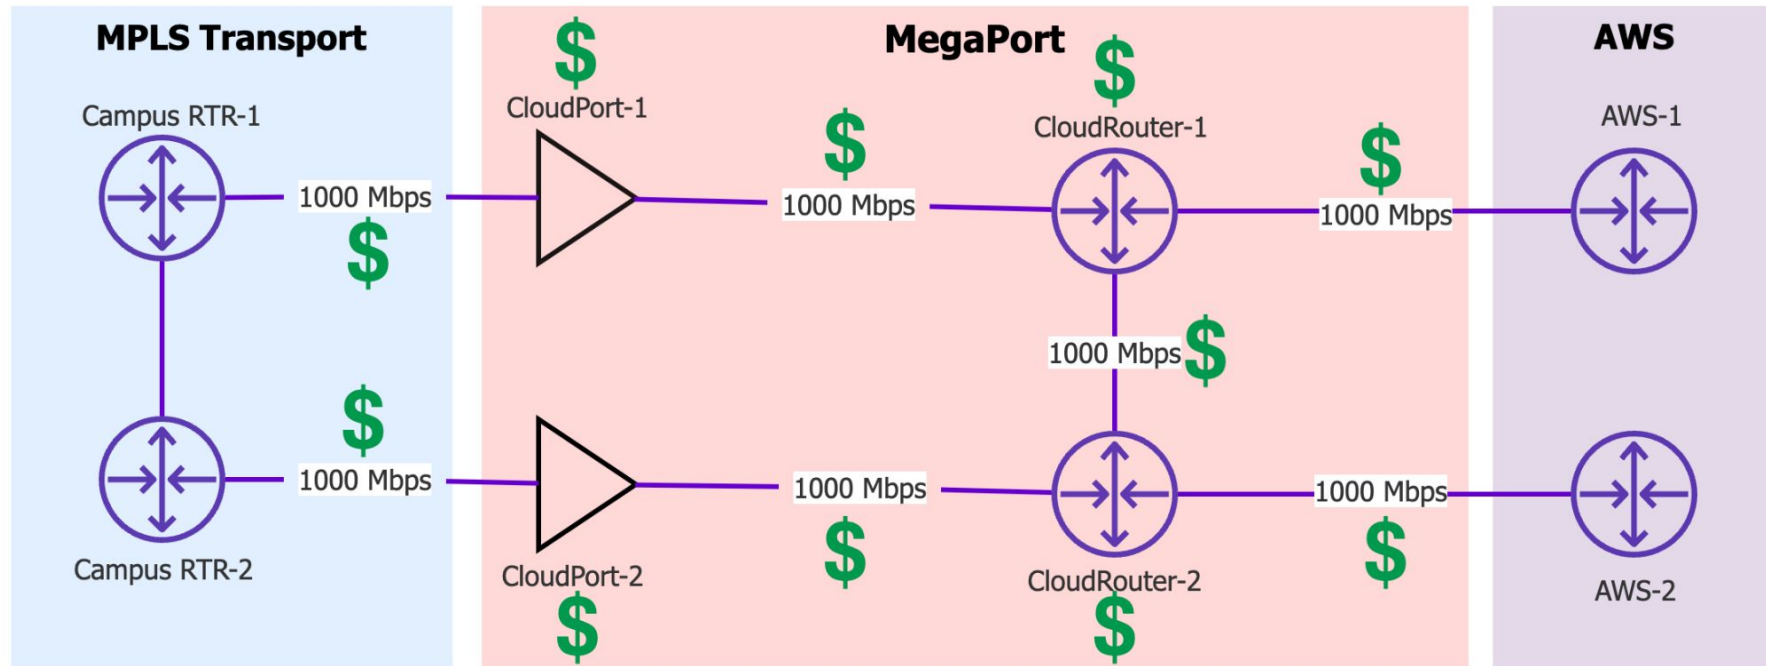 MPLS Transport
MegaPort
AWS
$
$
CloudPort-1
Campus RTR-1
CloudRouter-1
AWS-1
$
$
1000 Mbps
1000 Mbps
1000 Mbps
$
1000 Mbps
$
$
1000 Mbps
1000 Mbps
1000 Mbps
$
$
Campus RTR-2
CloudPort-2
CloudRouter-2
AWS-2
$
$